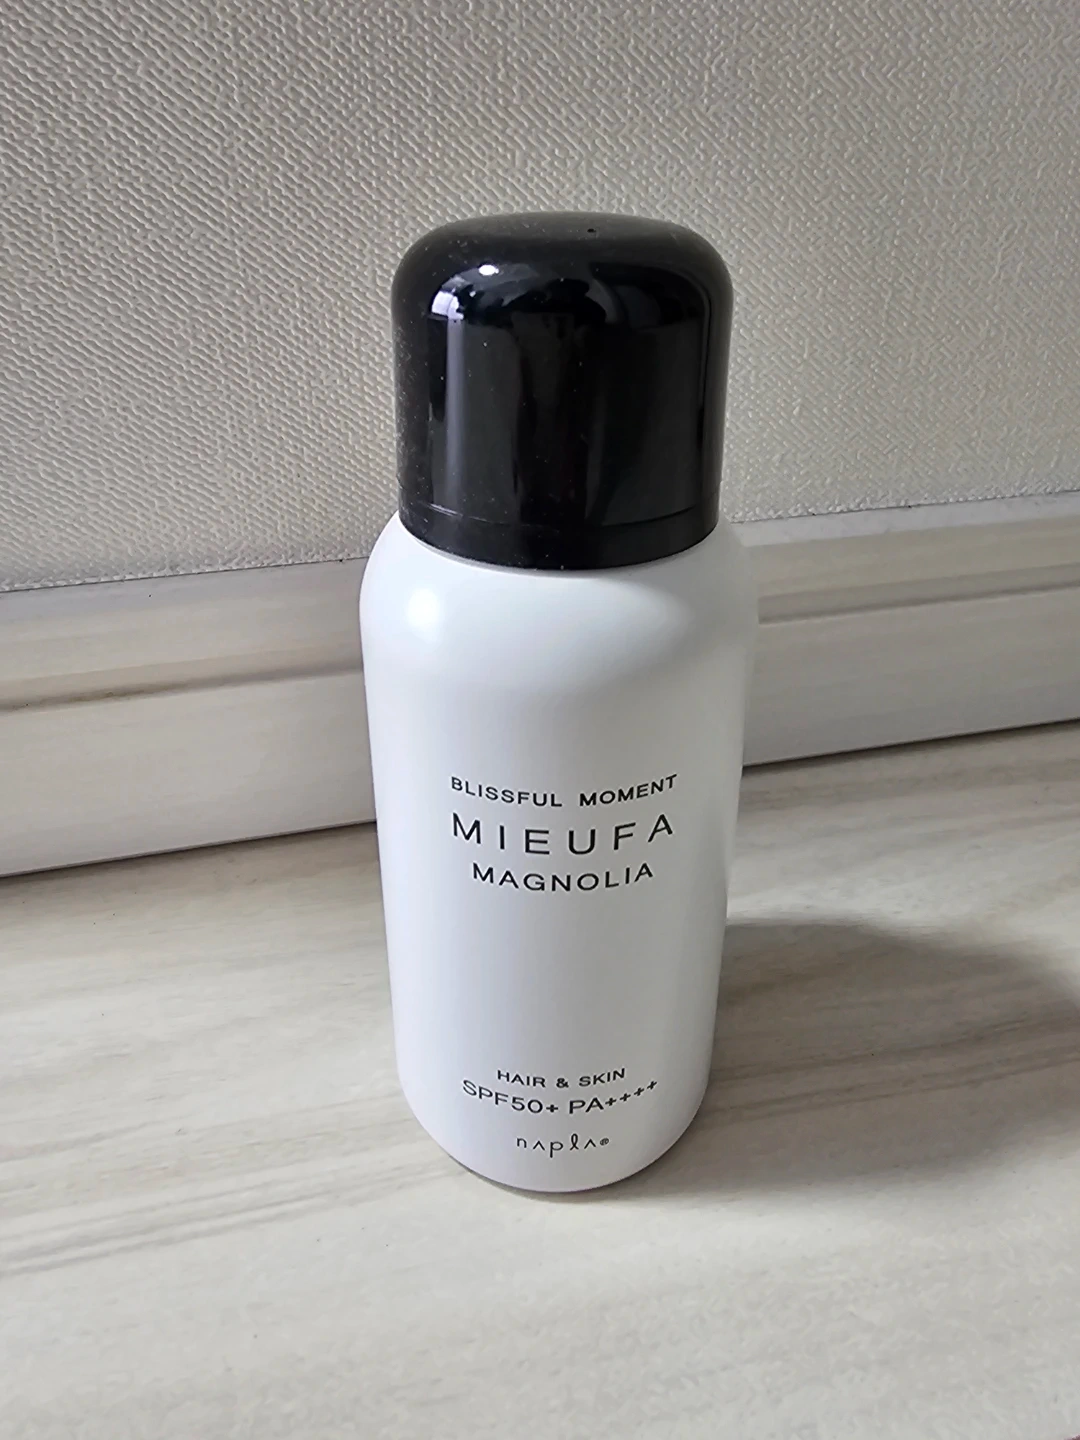 BLISSFUL MOMENT
MIEUFA
MAGNOLIA
HAIR & SKIN
SPF50+ PA++++
napla®